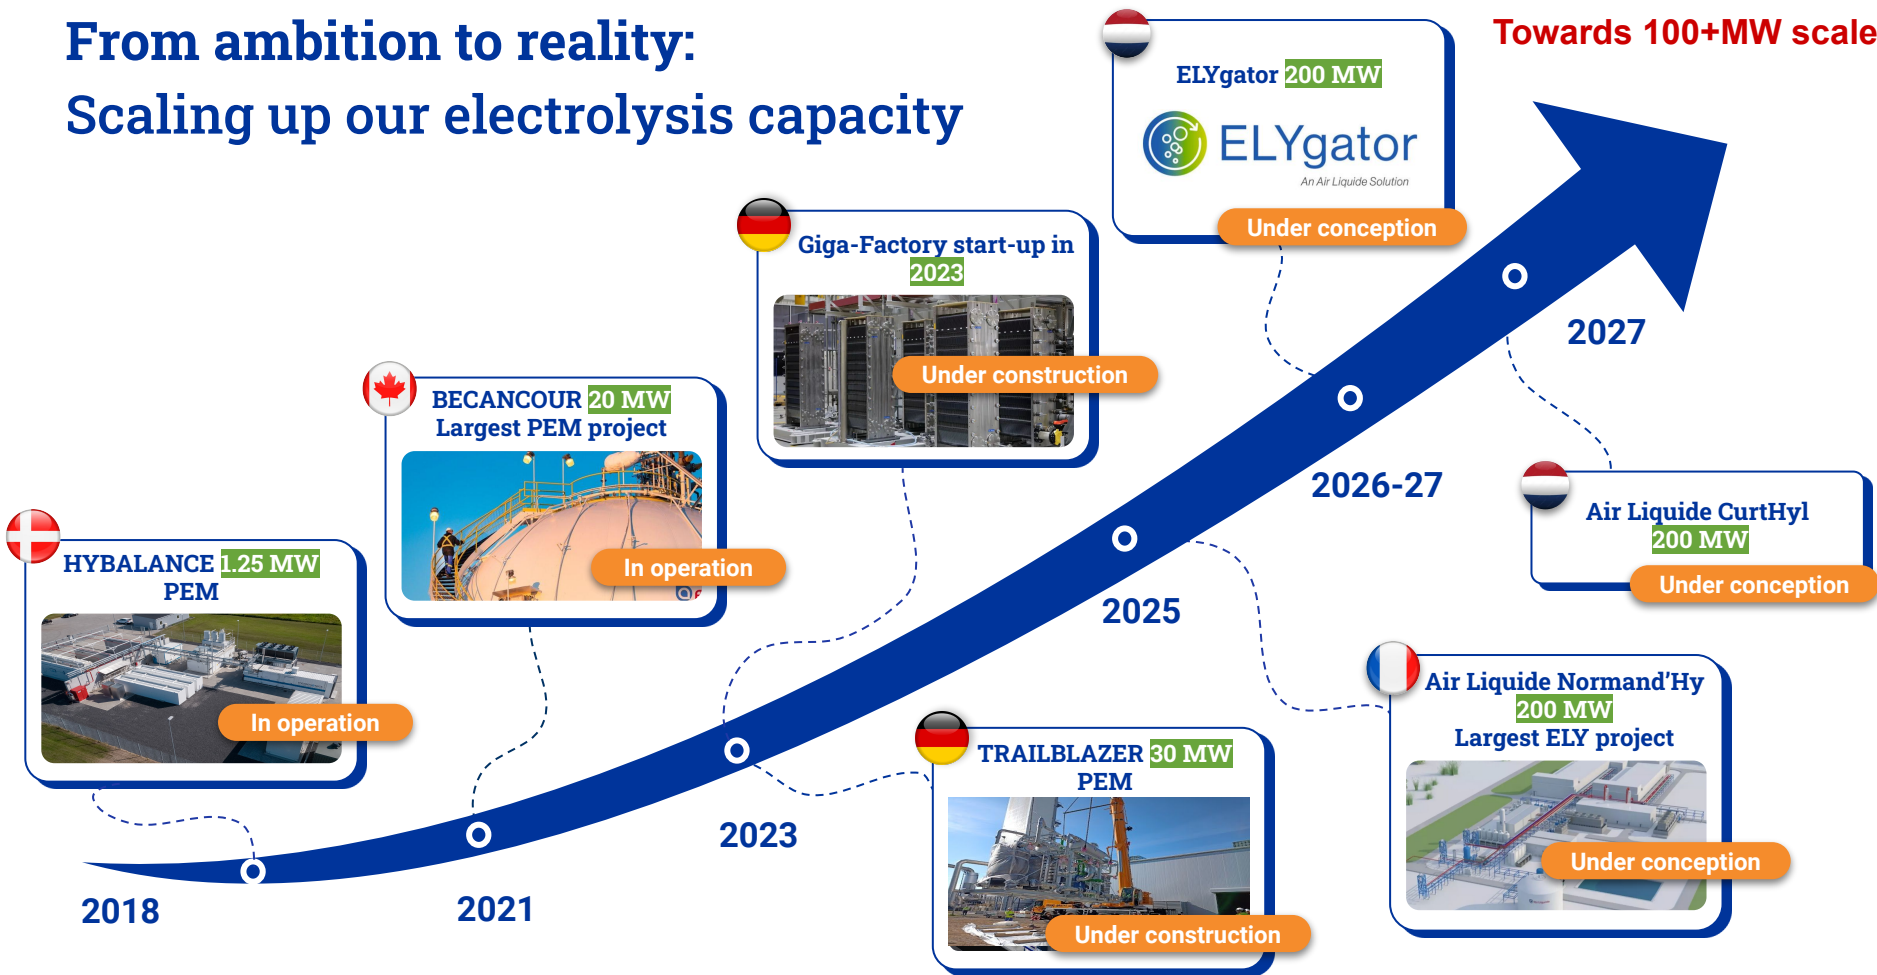 From ambition to reality:
Scaling up our electrolysis capacity
Towards 100+MW scale
ELYgator 200 MW
ELYgator
An Air Liquide Solution
Under conception
Giga-Factory start-up in
2023
Under construction
BECANCOUR 20 MW
Largest PEM project
In operation
HYBALANCE 1.25 MW
PEM
In operation
2018
2021
2023
2025
2026-27
2027
TRAILBLAZER 30 MW
PEM
Under construction
Air Liquide Normand'Hy
200 MW
Largest ELY project
Under conception
Air Liquide CurtHyl
200 MW
Under conception